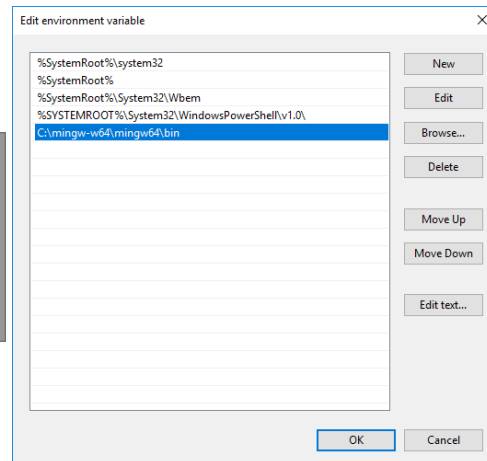 Edit environment variable
%SystemRoot%\system32
%SystemRoot%
%SystemRoot%\System32\Wbem
%SYSTEMROOT%\System32\WindowsPowerShell\v1.0\
C:\mingw-w64\mingw64\bin
New
Edit
Browse...
Delete
Move Up
Move Down
Edit text...
OK
Cancel